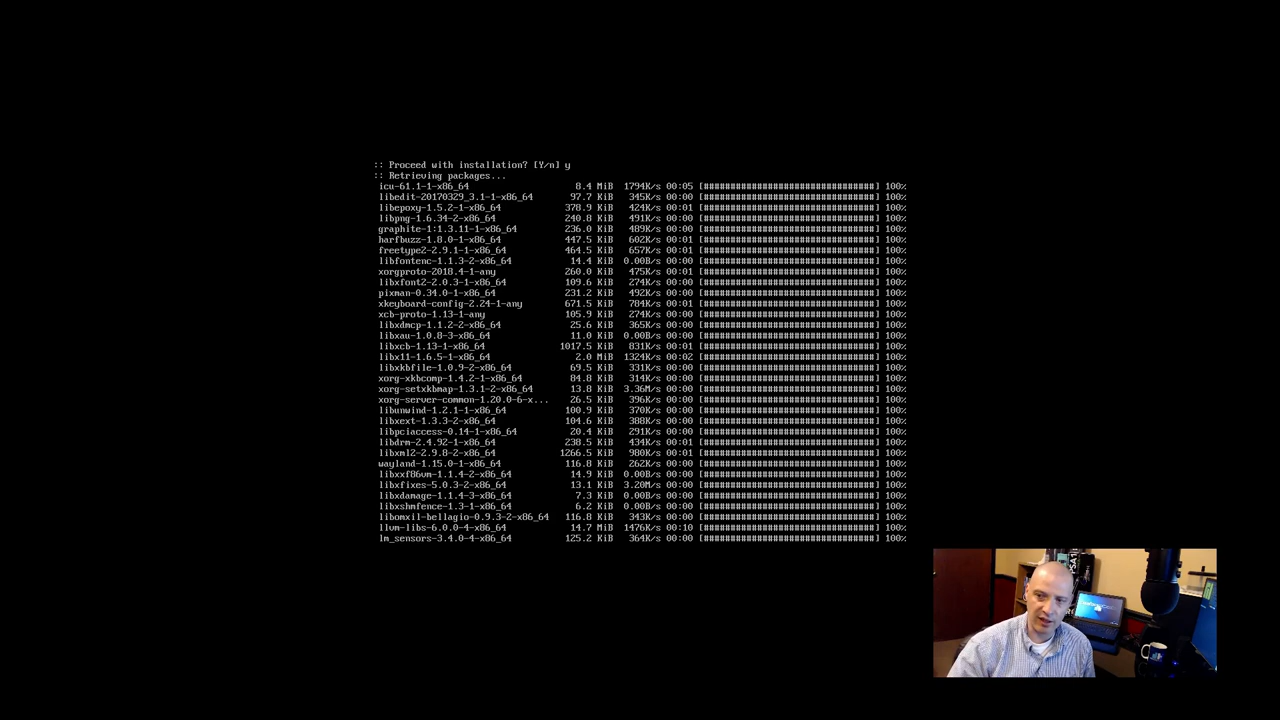 :: Proceed with installation? [Y/n] y
:: Retrieving packages...
icu-61.1-1-x86_64 8.4 MiB 1794K/s 00:05 [################################] 100%
libedit-20170329_3.1-1-x86_64 97.7 KiB 345K/s 00:00 [################################] 100%
libepoxy-1.5.2-1-x86_64 378.9 KiB 424K/s 00:01 [################################] 100%
libpng-1.6.34-2-x86_64 240.8 KiB 491K/s 00:00 [################################] 100%
graphite-1:1.3.11-1-x86_64 236.0 KiB 489K/s 00:00 [################################] 100%
harfbuzz-1.8.0-1-x86_64 447.5 KiB 602K/s 00:01 [################################] 100%
freetype2-2.9.1-1-x86_64 464.5 KiB 657K/s 00:01 [################################] 100%
libfontenc-1.1.3-2-x86_64 14.4 KiB 0.00B/s 00:00 [################################] 100%
xorgproto-2018.4-1-any 260.0 KiB 475K/s 00:01 [################################] 100%
libxfont2-2.0.3-1-x86_64 109.6 KiB 274K/s 00:00 [################################] 100%
pixman-0.34.0-1-x86_64 231.2 KiB 492K/s 00:00 [################################] 100%
xkeyboard-config-2.24-1-any 671.5 KiB 784K/s 00:01 [################################] 100%
xcb-proto-1.13-1-any 105.9 KiB 274K/s 00:00 [################################] 100%
libxdmcp-1.1.2-2-x86_64 25.6 KiB 365K/s 00:00 [################################] 100%
libxau-1.0.8-3-x86_64 11.0 KiB 0.00B/s 00:00 [################################] 100%
libxcb-1.13-1-x86_64 1017.5 KiB 831K/s 00:01 [################################] 100%
libx11-1.6.5-1-x86_64 2.0 MiB 1324K/s 00:02 [################################] 100%
libxkbfile-1.0.9-2-x86_64 69.5 KiB 331K/s 00:00 [################################] 100%
xorg-xkbcomp-1.4.2-1-x86_64 84.8 KiB 314K/s 00:00 [################################] 100%
xorg-setxkbmap-1.3.1-2-x86_64 13.8 KiB 3.36M/s 00:00 [################################] 100%
xorg-server-common-1.20.0-6-x... 26.5 KiB 396K/s 00:00 [################################] 100%
libunwind-1.2.1-1-x86_64 100.9 KiB 370K/s 00:00 [################################] 100%
libxext-1.3.3-2-x86_64 104.6 KiB 388K/s 00:00 [################################] 100%
libpciaccess-0.14-1-x86_64 20.4 KiB 291K/s 00:00 [################################] 100%
libdrm-2.4.92-1-x86_64 238.5 KiB 434K/s 00:01 [################################] 100%
libxml2-2.9.8-2-x86_64 1266.5 KiB 980K/s 00:01 [################################] 100%
wayland-1.15.0-1-x86_64 116.8 KiB 262K/s 00:00 [################################] 100%
libxxf86vm-1.1.4-2-x86_64 14.9 KiB 0.00B/s 00:00 [################################] 100%
libxfixes-5.0.3-2-x86_64 13.1 KiB 3.20M/s 00:00 [################################] 100%
libxdamage-1.1.4-3-x86_64 7.3 KiB 0.00B/s 00:00 [################################] 100%
libxshmfence-1.3-1-x86_64 6.2 KiB 0.00B/s 00:00 [################################] 100%
libomxil-bellagio-0.9.3-2-x86_64 116.8 KiB 343K/s 00:00 [################################] 100%
llvm-libs-6.0.0-4-x86_64 14.7 MiB 1476K/s 00:10 [################################] 100%
lm_sensors-3.4.0-4-x86_64 125.2 KiB 364K/s 00:00 [################################] 100%